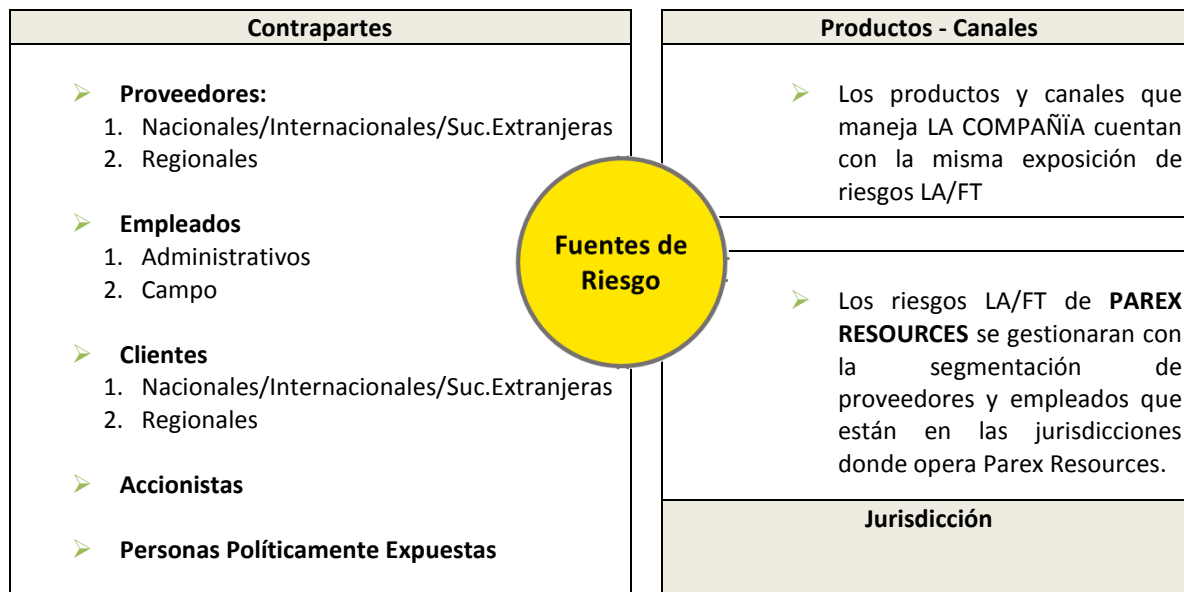 Contrapartes
Proveedores:
1. Nacionales/Internacionales/Suc.Extranjeras
2. Regionales
Empleados
1. Administrativos
2. Campo
Clientes
1. Nacionales/Internacionales/Suc.Extranjeras
2. Regionales
Accionistas
Personas Políticamente Expuestas
Fuentes de
Riesgo
Productos - Canales
Los productos y canales que
maneja LA COMPAÑÏA cuentan
con la misma exposición de
riesgos LA/FT
Los riesgos LA/FT de PAREX
RESOURCES se gestionaran con
la segmentación de
proveedores y empleados que
están en las jurisdicciones
donde opera Parex Resources.
Jurisdicción